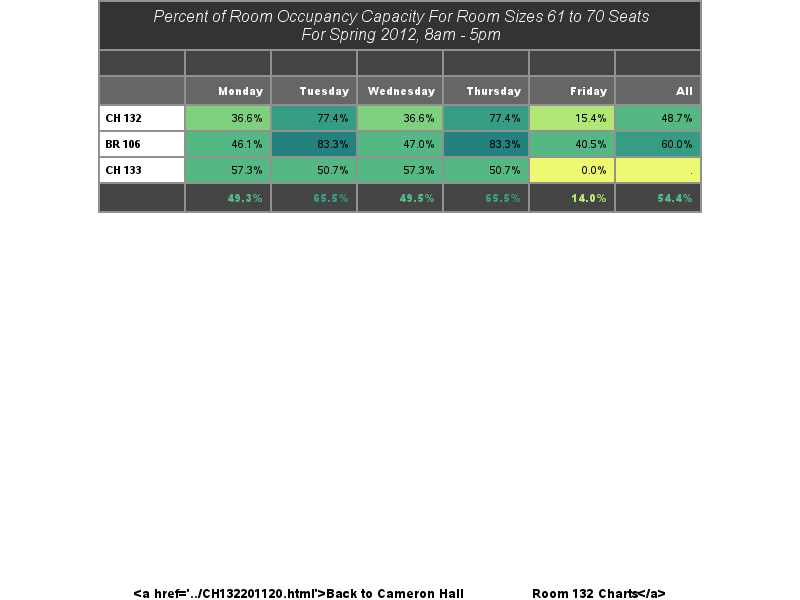 Percent of Room Occupancy Capacity For Room Sizes 61 to 70 Seats
For Spring 2012, 8am - 5pm
Monday Tuesday Wednesday Thursday Friday All
CH 132 36.6% 77.4% 36.6% 77.4% 15.4% 48.7%
BR 106 46.1% 83.3% 47.0% 83.3% 40.5% 60.0%
CH 133 57.3% 50.7% 57.3% 50.7% 0.0% .
49.3% 65.5% 49.5% 65.5% 14.0% 54.4%
<a href='../CH132201120.html'>Back to Cameron Hall Room 132 Charts</a>